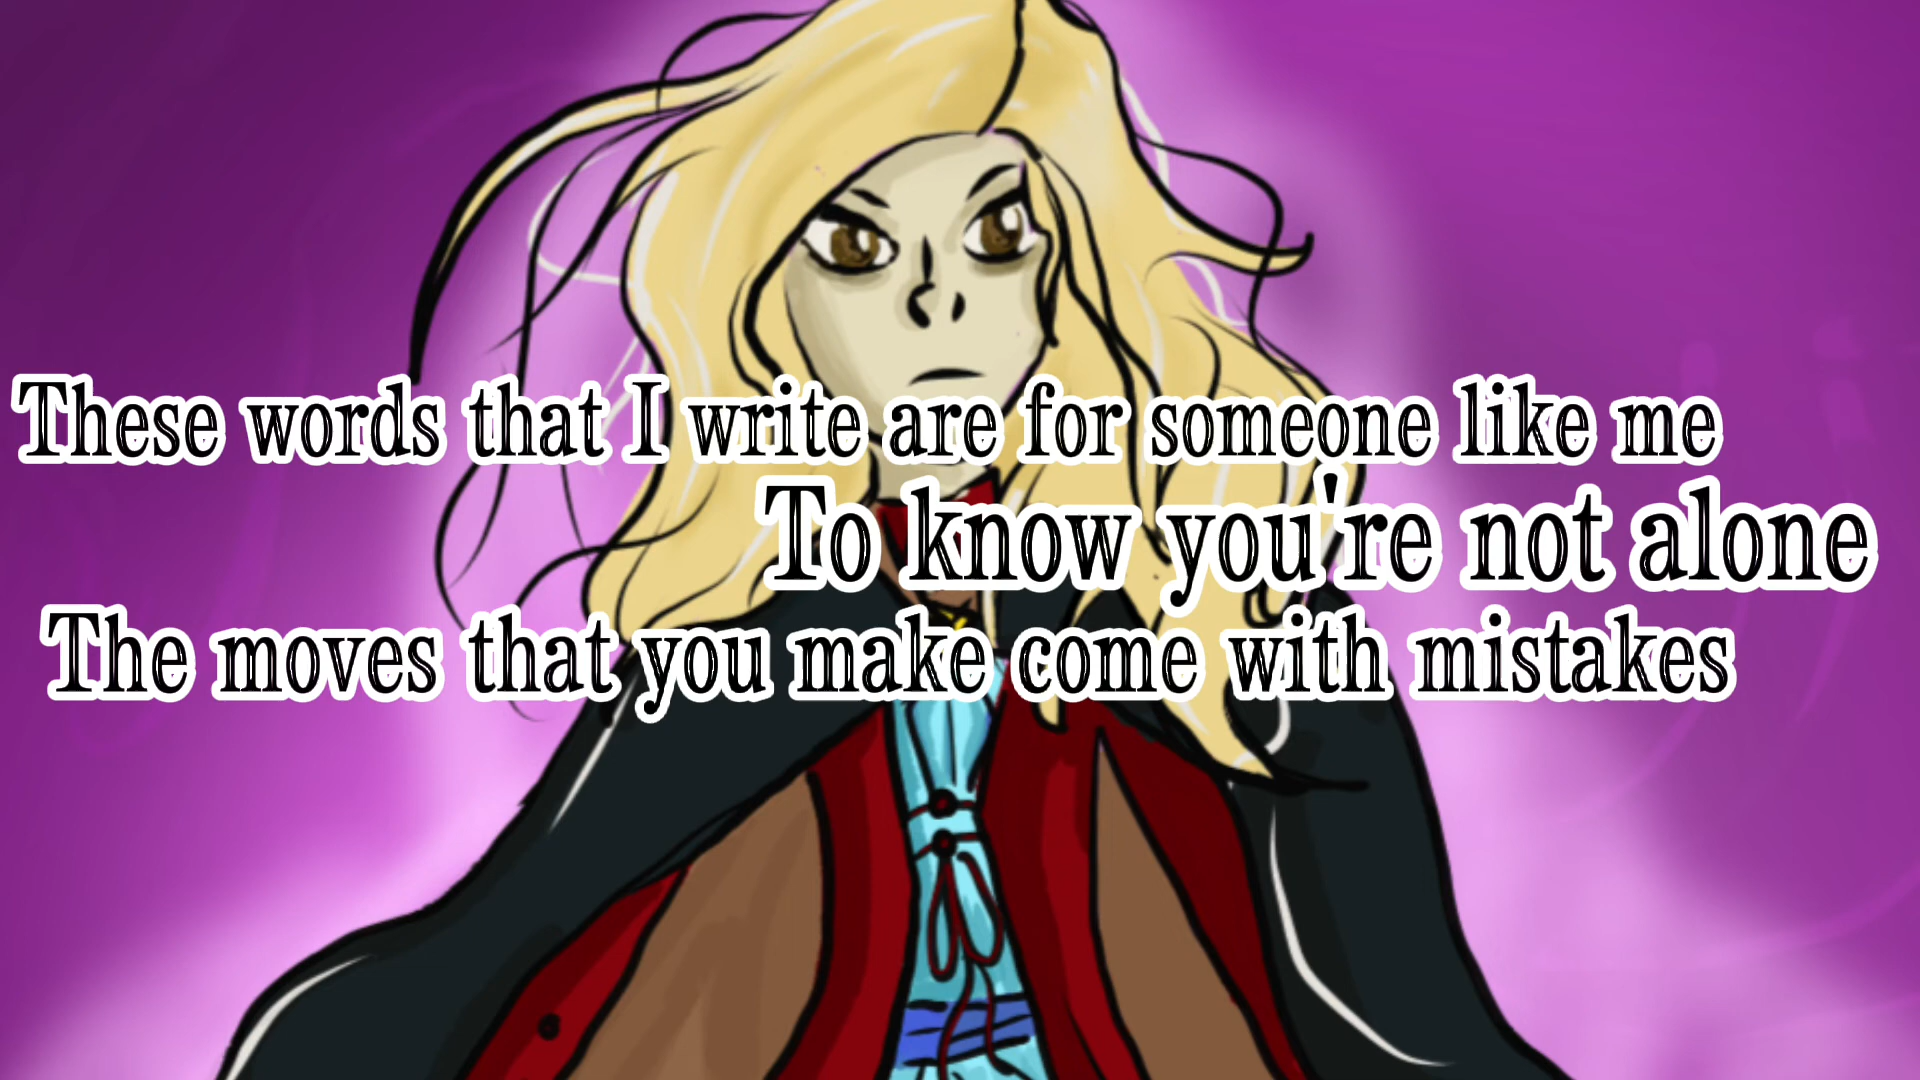 These words that I write are for someone like me
To know you're not alone
The moves that you make come with mistakes